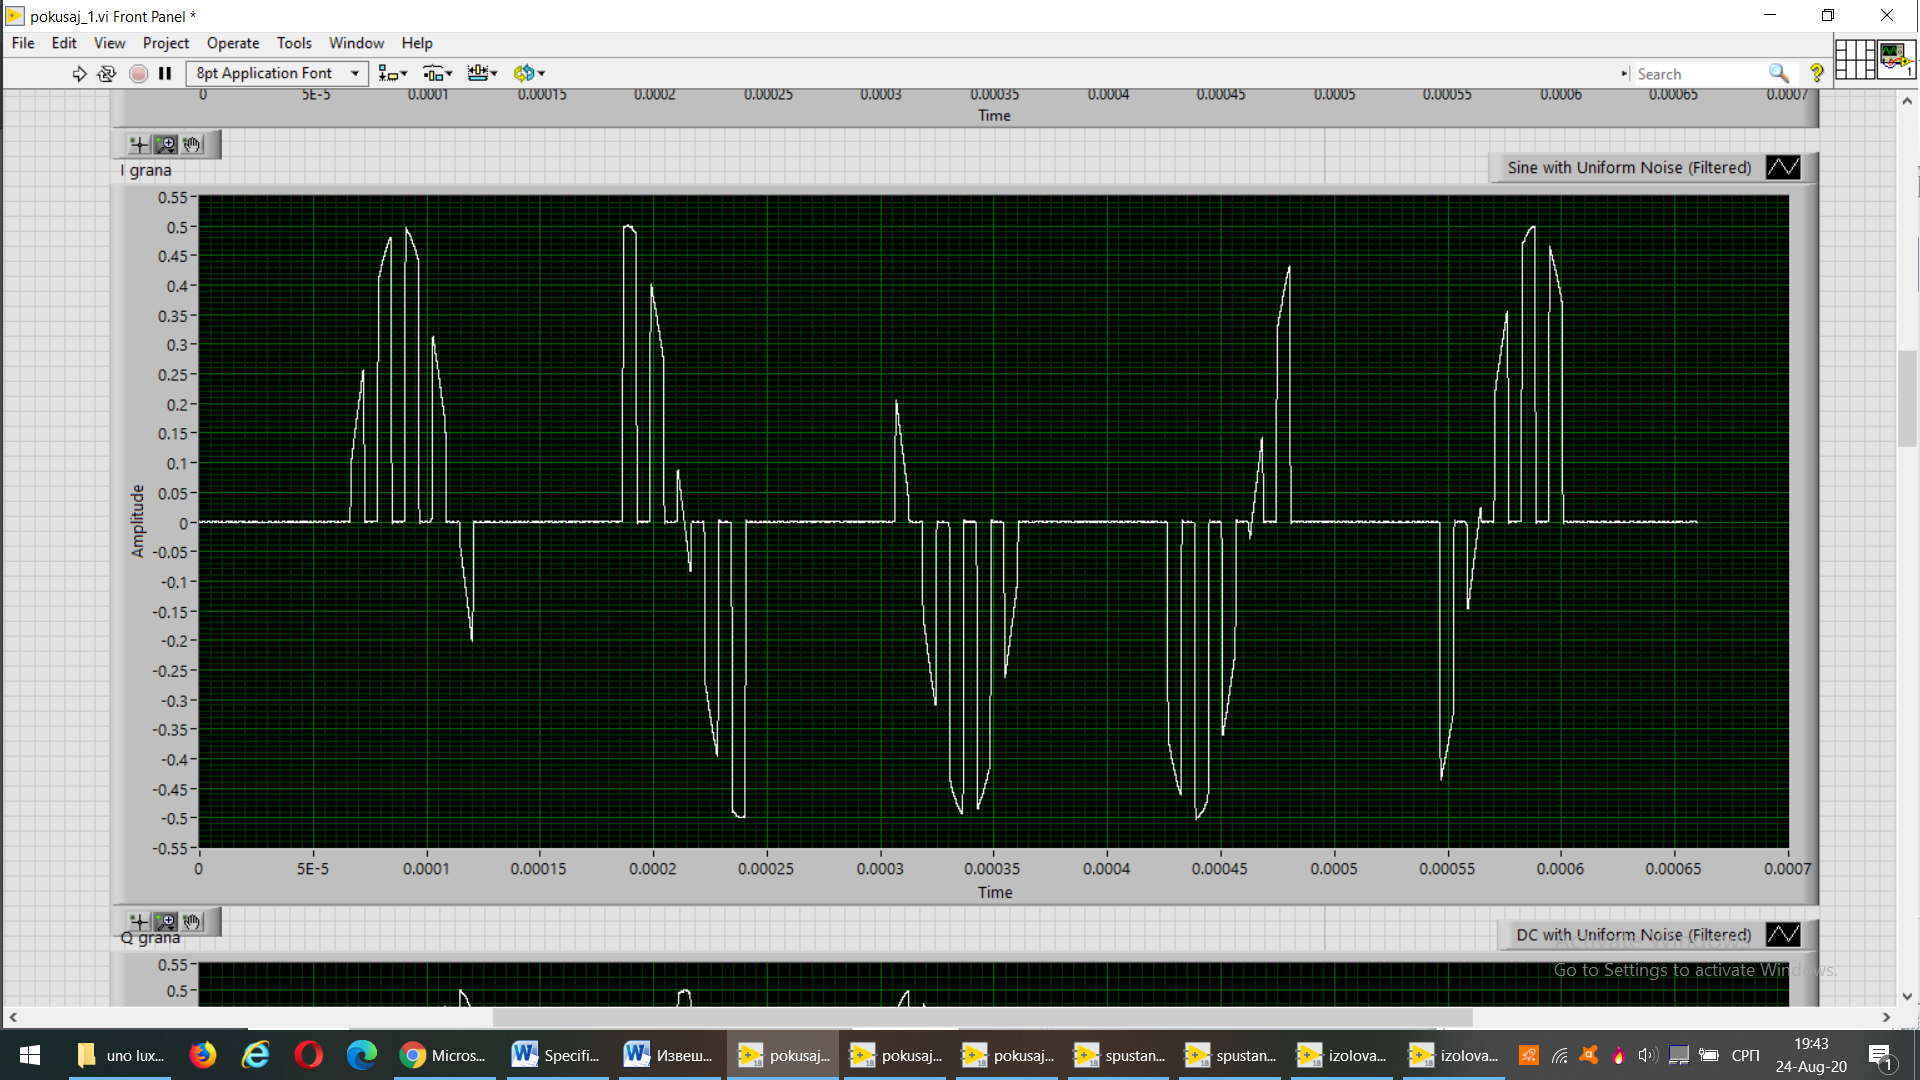 pokusaj_1.vi Front Panel *
File Edit View Project Operate Tools Window Help
8pt Application Font
Search
1
0 5E-5 0.0001 0.00015 0.0002 0.00025 0.0003 0.00035 0.0004 0.00045 0.0005 0.00055 0.0006 0.00065 0.0007
Time
I grana
Sine with Uniform Noise (Filtered)
0.55
0.5
0.45
0.4
0.35
0.3
0.25
0.2
0.15
0.1
0.05
0
-0.05
-0.1
-0.15
-0.2
-0.25
-0.3
-0.35
-0.4
-0.45
-0.5
-0.55
Amplitude
0 5E-5 0.0001 0.00015 0.0002 0.00025 0.0003 0.00035 0.0004 0.00045 0.0005 0.00055 0.0006 0.00065 0.0007
Time
Q grana
DC with Uniform Noise (Filtered)
0.55
0.5
Activate Windows
Go to Settings to activate Windows.
uno lux... Micros... Specifi... Извеш... pokusaj... pokusaj... pokusaj... spustan... spustan... izolova... izolova...
СРП
19:43
24-Aug-20
1